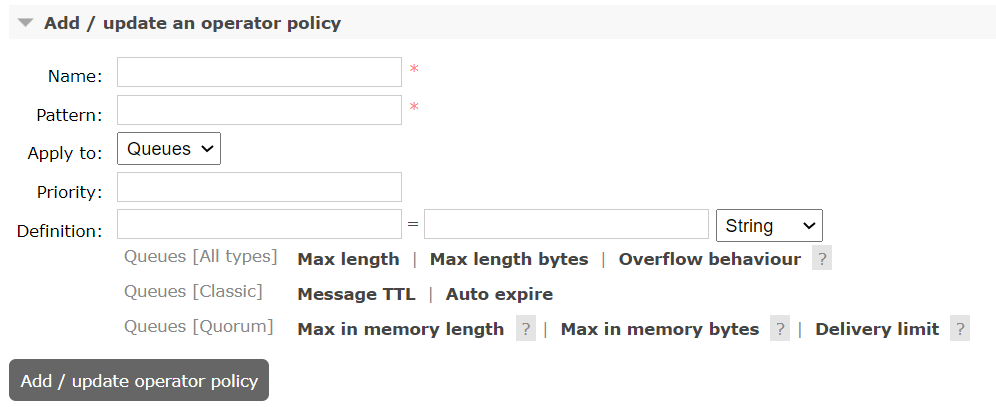 Add / update an operator policy
Name: *
Pattern: *
Apply to: Queues
Priority:
Definition: = String
Queues [All types] Max length | Max length bytes | Overflow behaviour ?
Queues [Classic] Message TTL | Auto expire
Queues [Quorum] Max in memory length ? | Max in memory bytes ? | Delivery limit ?
Add / update operator policy